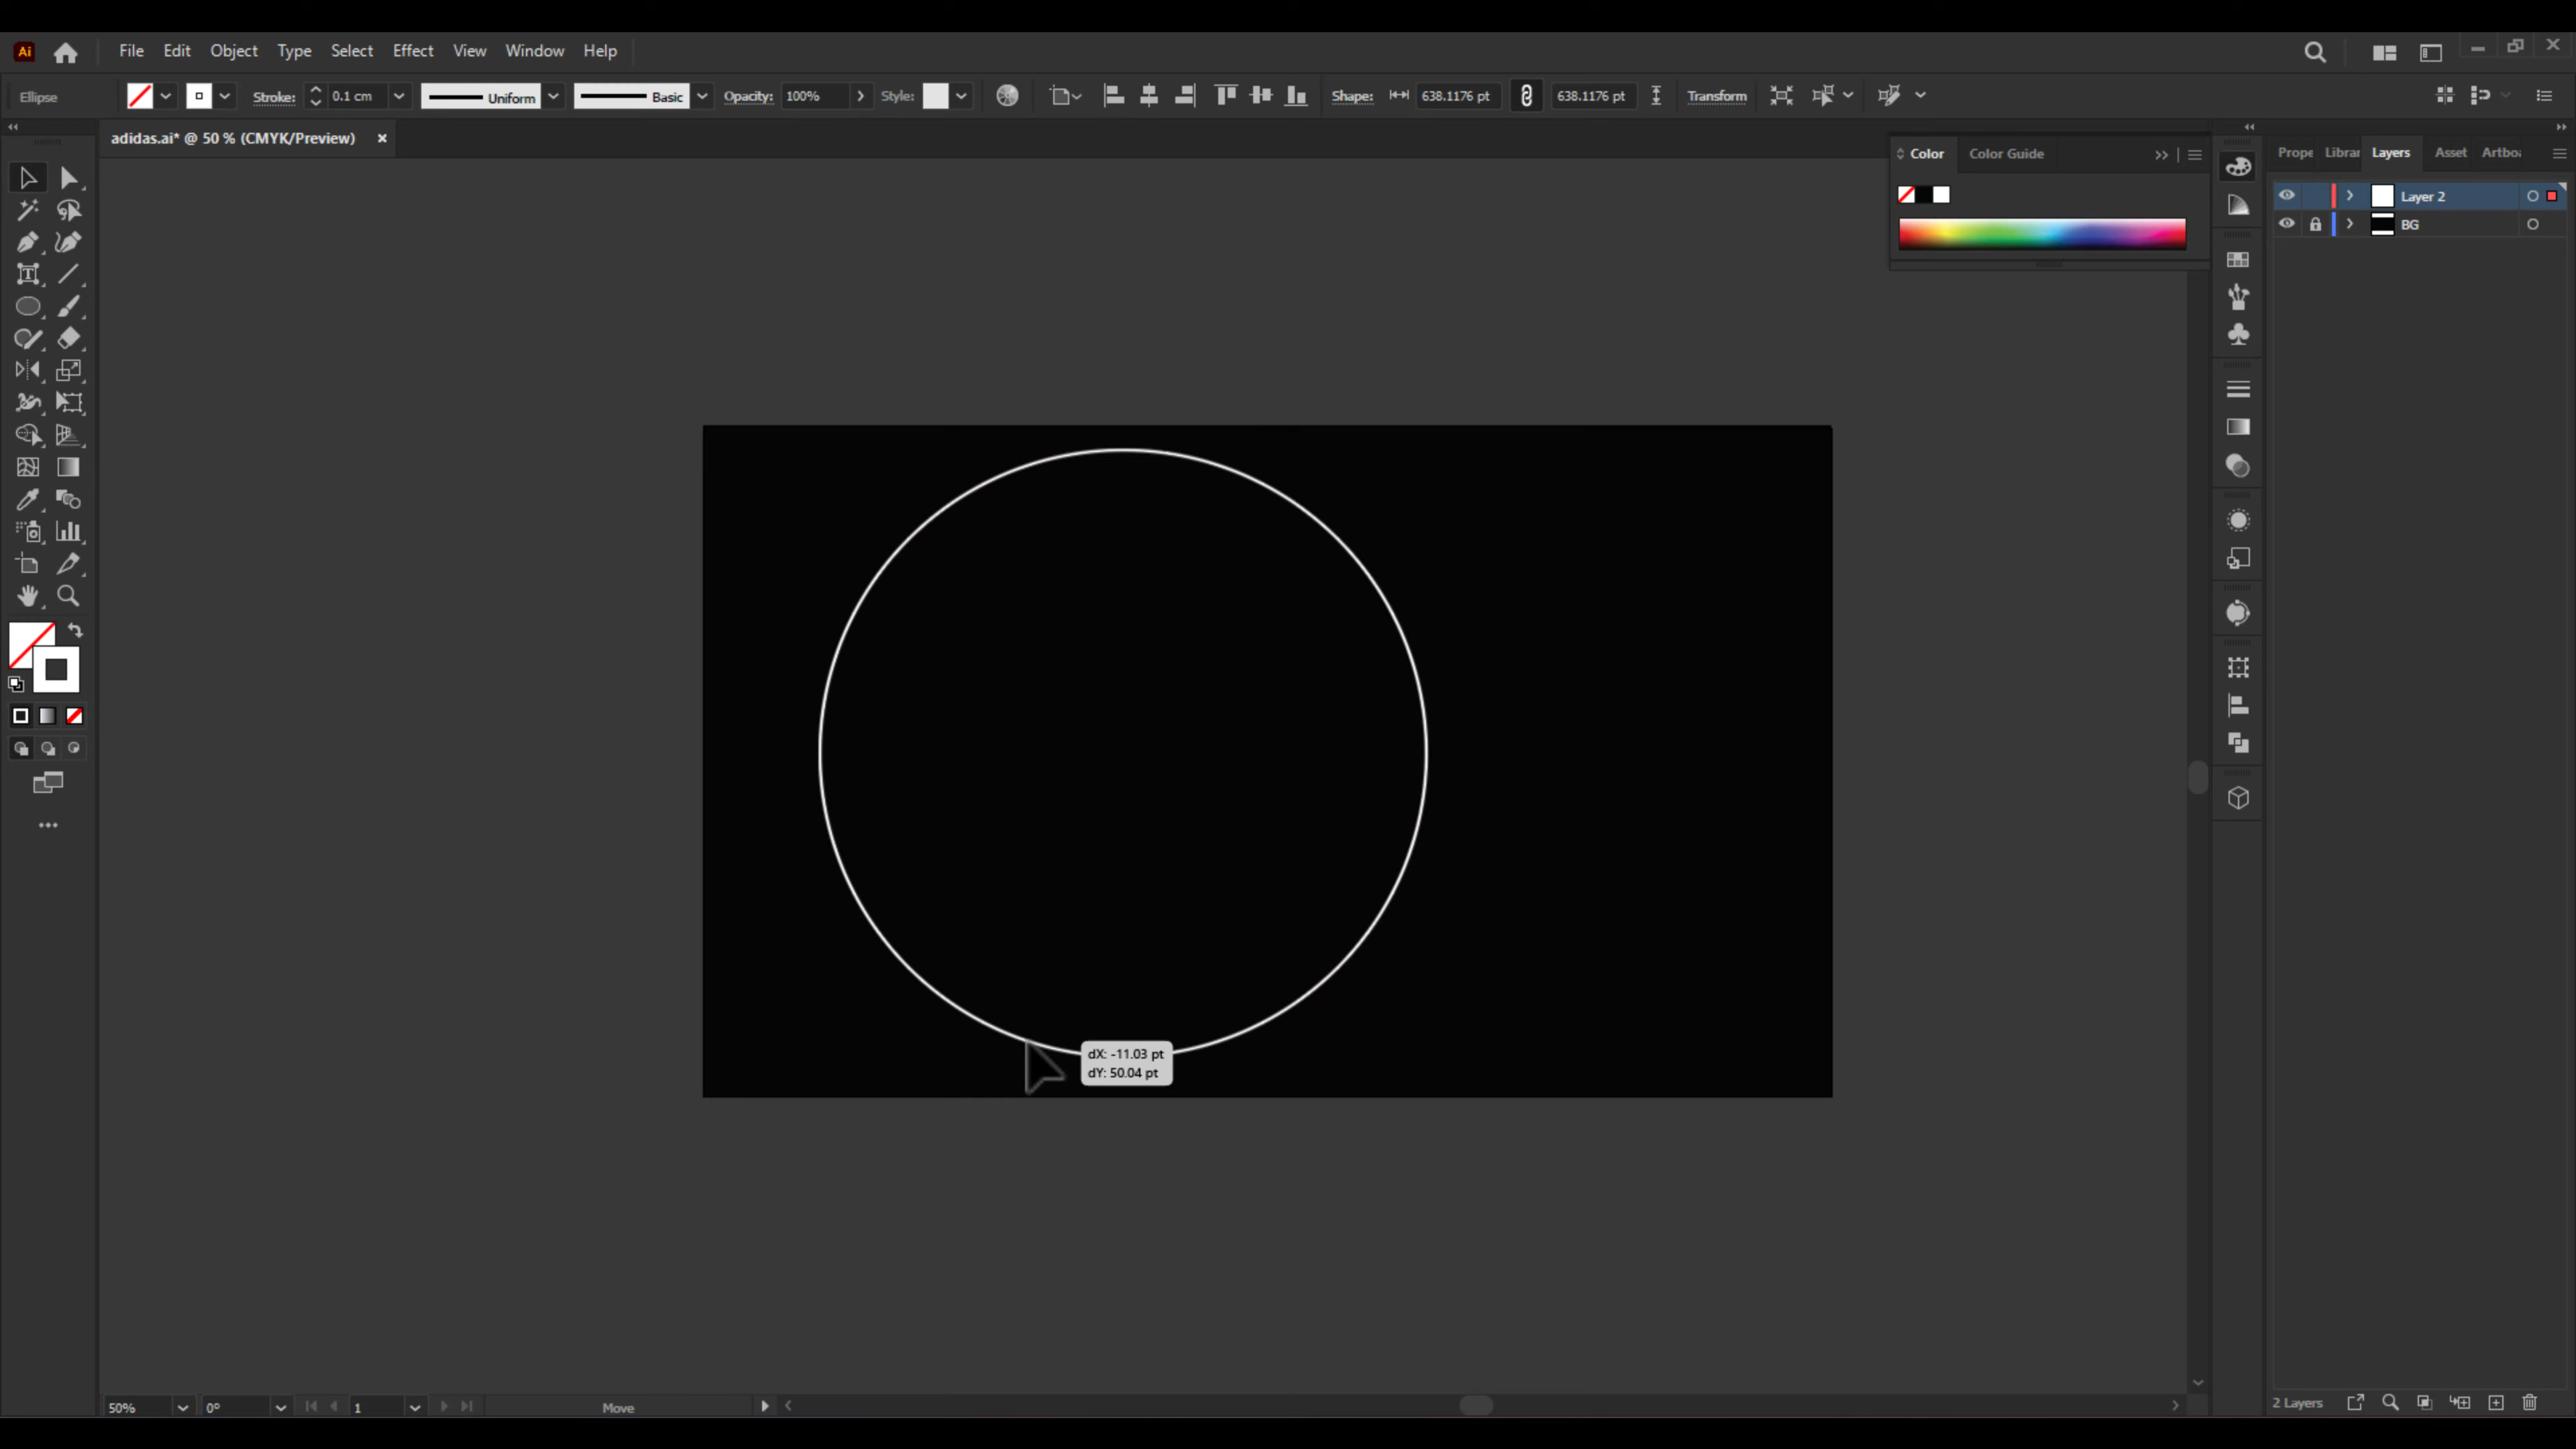 Ai File Edit Object Type Select Effect View Window Help
Ellipse Stroke: 0.1 cm Uniform Basic Opacity: 100% Style: Shape: 638.1176 pt 638.1176 pt Transform
adidas.ai* @ 50 % (CMYK/Preview) ×
Color Color Guide
Prope Librar Layers Asset Artboa
Layer 2
BG
dX: -11.03 pt
dY: 50.04 pt
50% 0° 1 Move
2 Layers